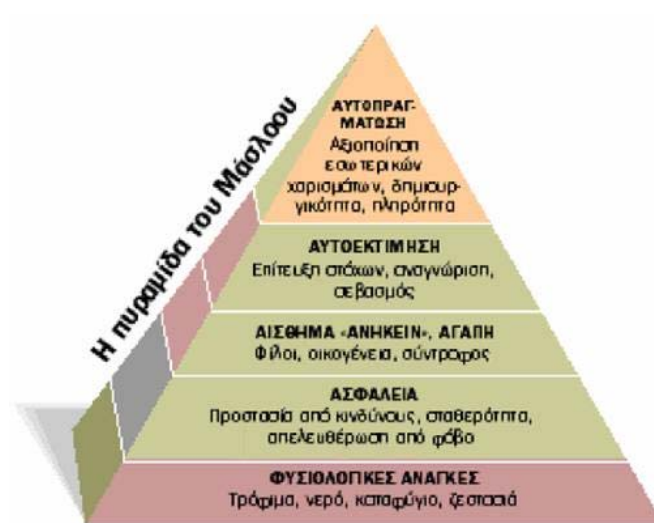 Η πυραμίδα του Μάσλοου
ΑΥΤΟΠΡΑΓ-
ΜΑΤΩΣΗ
Αξιοποίηση
εσωτερικών
χαρισμάτων, δημιουρ-
γικότητα, πληρότητα
ΑΥΤΟΕΚΤΙΜΗΣΗ
Επίτευξη στόχων, αναγνώριση,
σεβασμός
ΑΙΣΘΗΜΑ «ΑΝΗΚΕΙΝ», ΑΓΑΠΗ
Φίλοι, οικογένεια, σύντροφος
ΑΣΦΑΛΕΙΑ
Προστασία από κινδύνους, σταθερότητα,
απελευθέρωση από φόβο
ΦΥΣΙΟΛΟΓΙΚΕΣ ΑΝΑΓΚΕΣ
Τρόφιμα, νερό, καταφύγιο, ζεστασιά